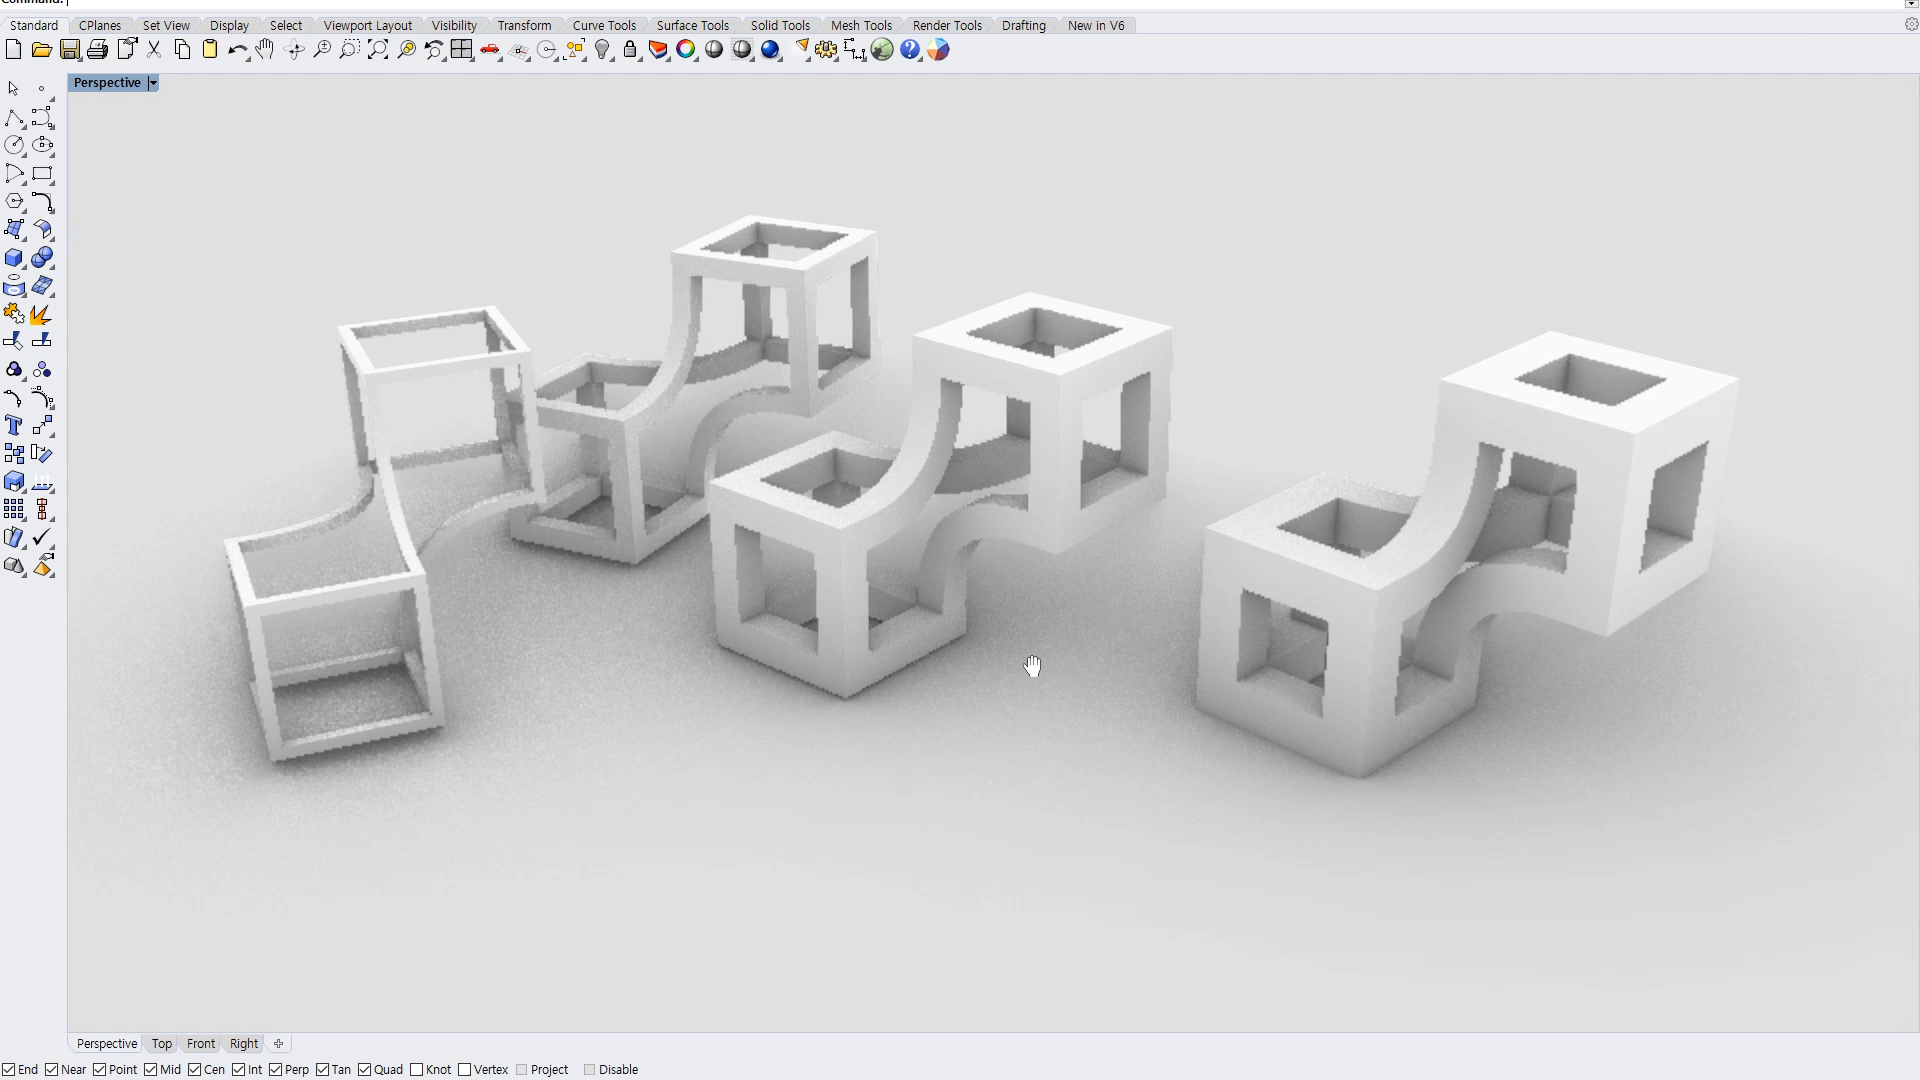 Command:
Standard CPlanes Set View Display Select Viewport Layout Visibility Transform Curve Tools Surface Tools Solid Tools Mesh Tools Render Tools Drafting New in V6
Perspective
Perspective Top Front Right
End Near Point Mid Cen Int Perp Tan Quad Knot Vertex Project Disable